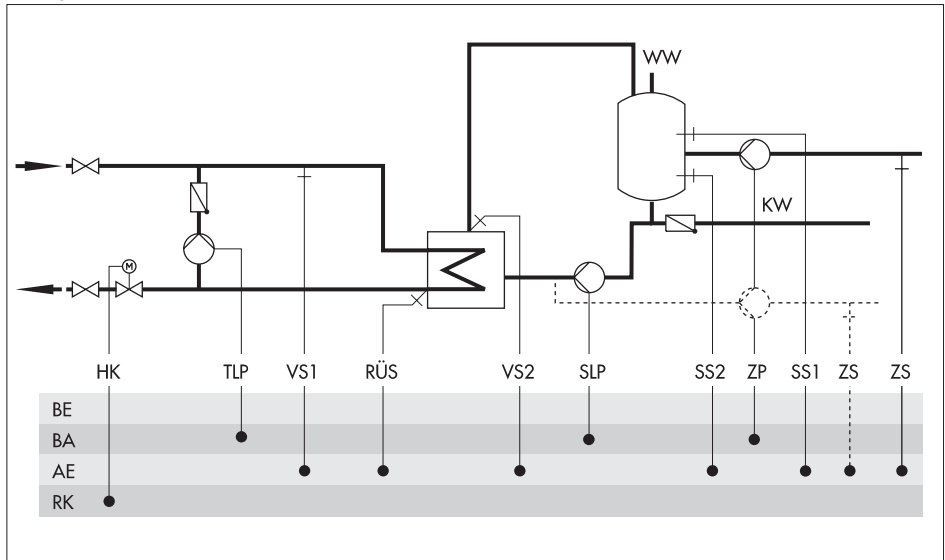 WW
M
KW
HK TLP VS1 RÜS VS2 SLP SS2 ZP SS1 ZS ZS
BE
BA
AE
RK